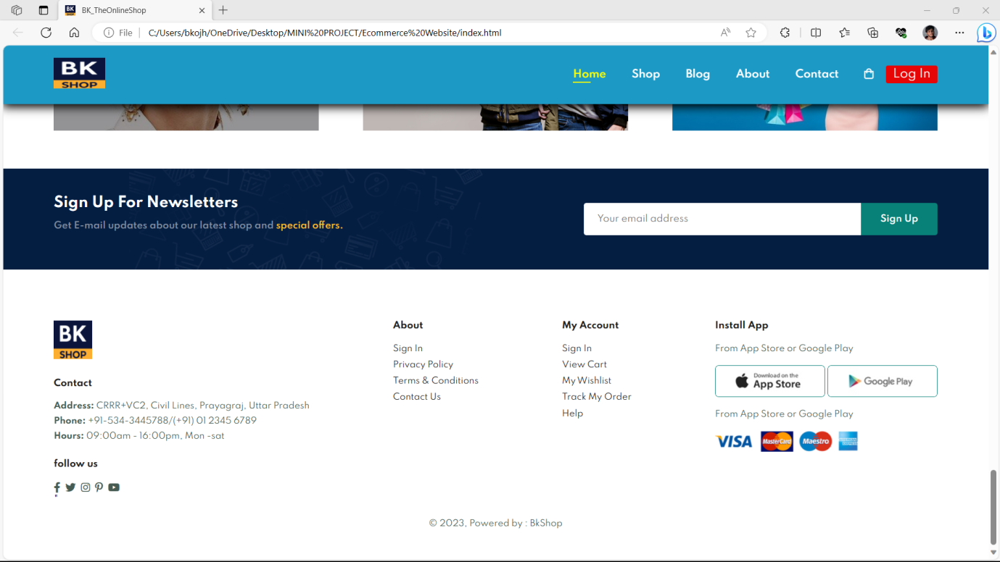 BK_TheOnlineShop
File
C:/Users/bkojh/OneDrive/Desktop/MINI%20PROJECT/Ecommerce%20Website/index.html
BK
SHOP
Home
Shop
Blog
About
Contact
Log In
Sign Up For Newsletters
Get E-mail updates about our latest shop and special offers.
Your email address
Sign Up
BK
SHOP
Contact
Address: CRRR+VC2, Civil Lines, Prayagraj, Uttar Pradesh
Phone: +91-534-3445788/(+91) 01 2345 6789
Hours: 09:00am - 16:00pm, Mon -sat
follow us
"
About
Sign In
Privacy Policy
Terms & Conditions
Contact Us
My Account
Sign In
View Cart
My Wishlist
Track My Order
Help
Install App
From App Store or Google Play
Download on the
App Store
Google Play
From App Store or Google Play
VISA
MasterCard
Maestro
© 2023, Powered by : BkShop